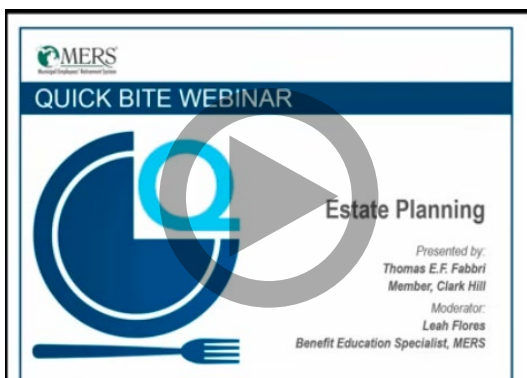 MERS
Municipal Employees' Retirement System
QUICK BITE WEBINAR
Q
Estate Planning
Presented by:
Thomas E.F. Fabbri
Member, Clark Hill
Moderator:
Leah Flores
Benefit Education Specialist, MERS